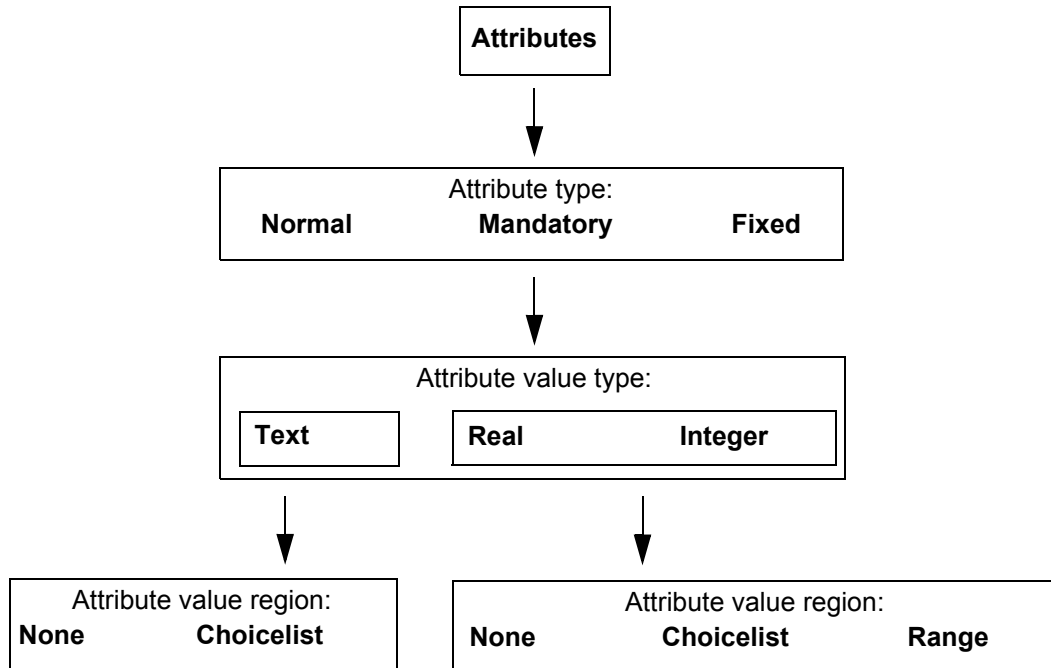 Attributes
Attribute type:
Normal Mandatory Fixed
Attribute value type:
Text Real Integer
Attribute value region:
None Choicelist
Attribute value region:
None Choicelist Range